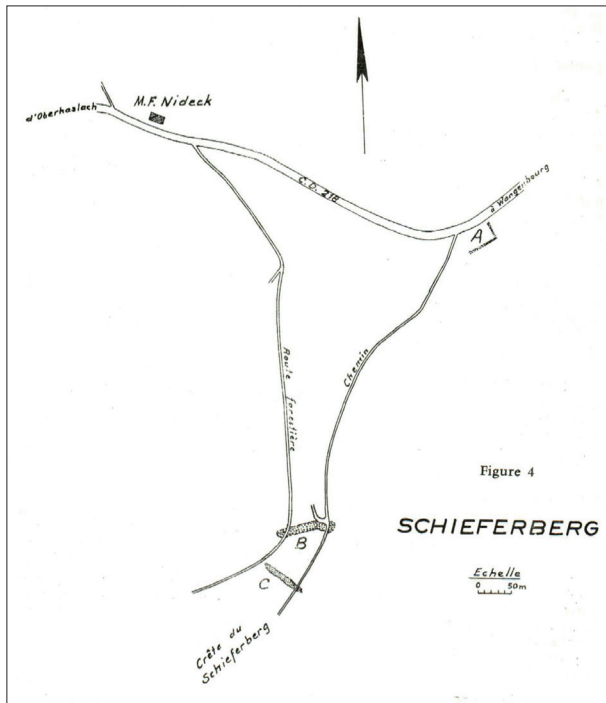 M.F. Nideck
d'Oberhaslach
C.D. 218
à Wangenbourg
A
Route forestière
Chemin
Figure 4
SCHIEFERBERG
B
Echelle
0 50m
C
Crête du
Schieferberg